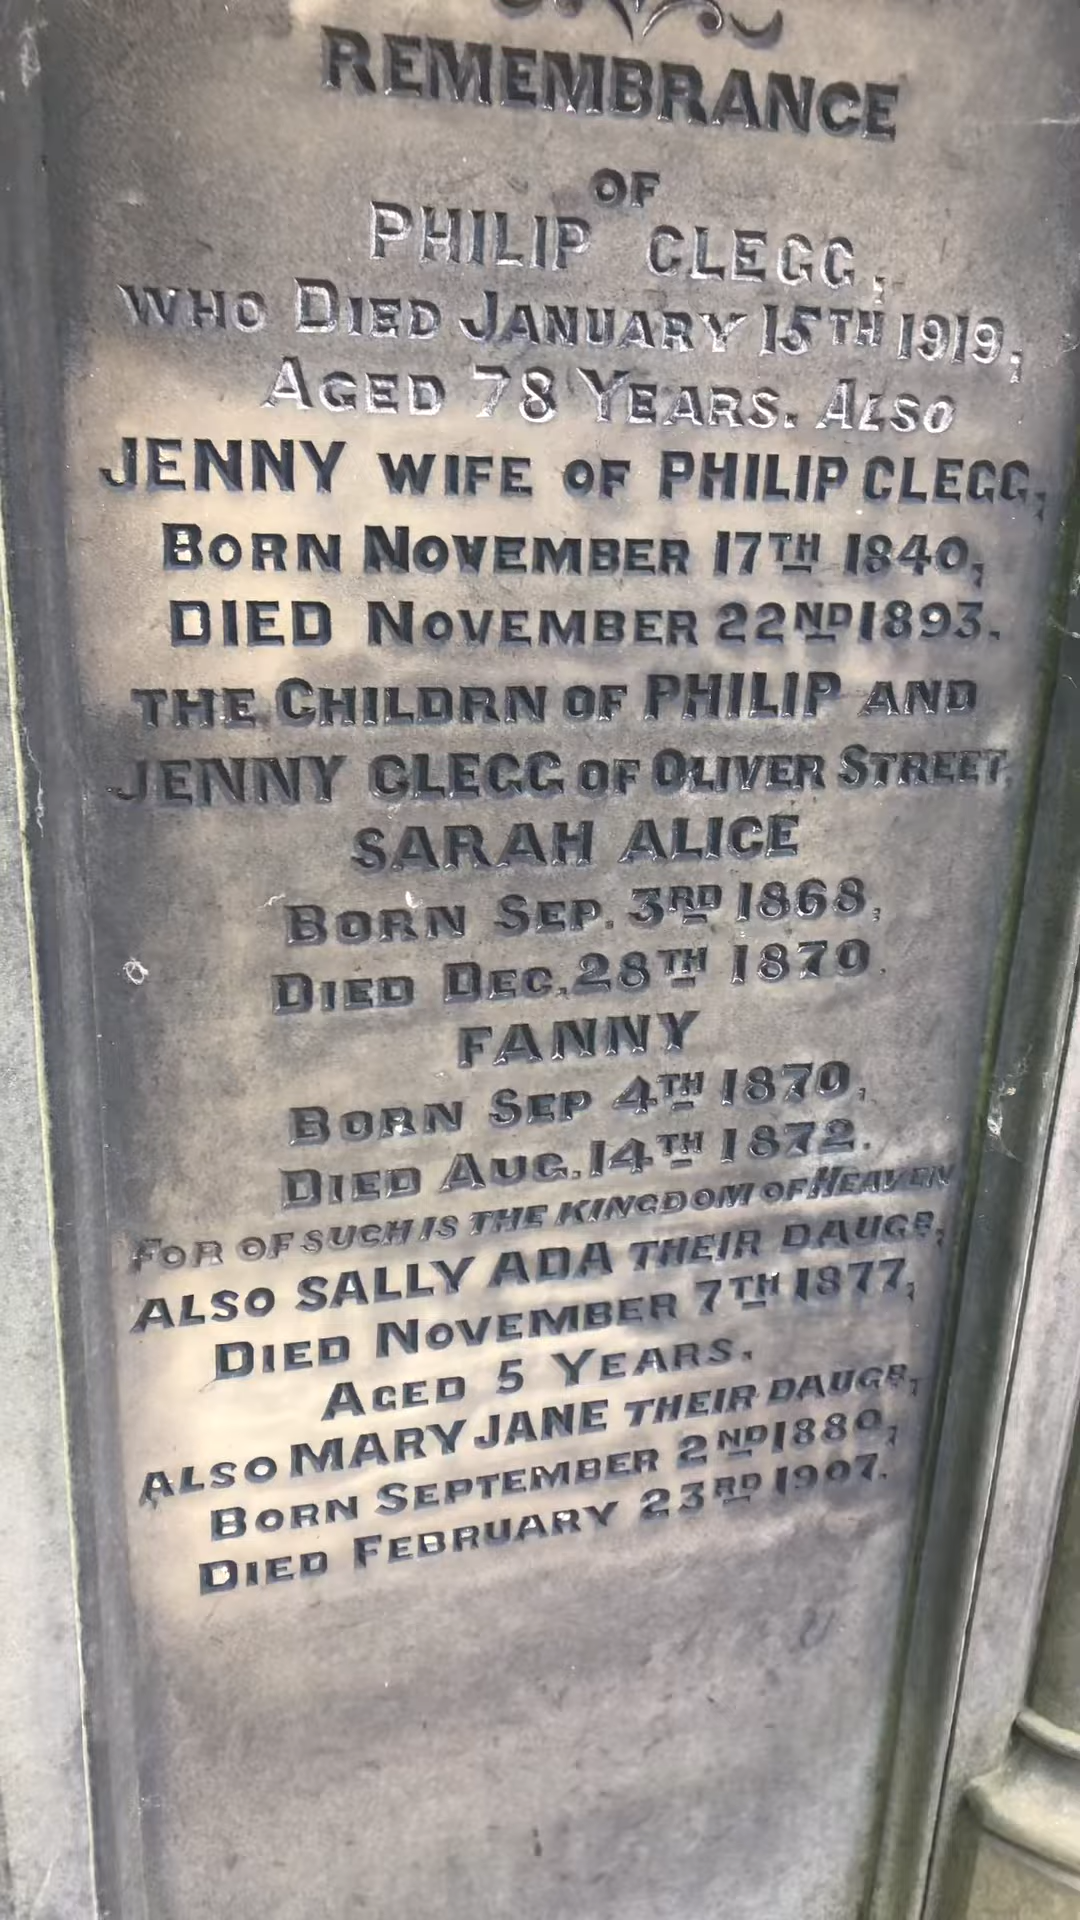 REMEMBRANCE
OF
PHILIP CLEGG,
WHO DIED JANUARY 15TH 1919,
AGED 78 YEARS. ALSO
JENNY WIFE OF PHILIP CLEGG,
BORN NOVEMBER 17TH 1840,
DIED NOVEMBER 22ND 1893.
THE CHILDRN OF PHILIP AND
JENNY CLEGG OF OLIVER STREET,
SARAH ALICE
BORN SEP. 3RD 1868,
DIED DEC. 28TH 1870.
FANNY
BORN SEP 4TH 1870,
DIED AUG. 14TH 1872.
FOR OF SUCH IS THE KINGDOM OF HEAVEN
ALSO SALLY ADA THEIR DAUGR,
DIED NOVEMBER 7TH 1877,
AGED 5 YEARS.
ALSO MARY JANE THEIR DAUGR,
BORN SEPTEMBER 2ND 1880,
DIED FEBRUARY 23RD 1907.